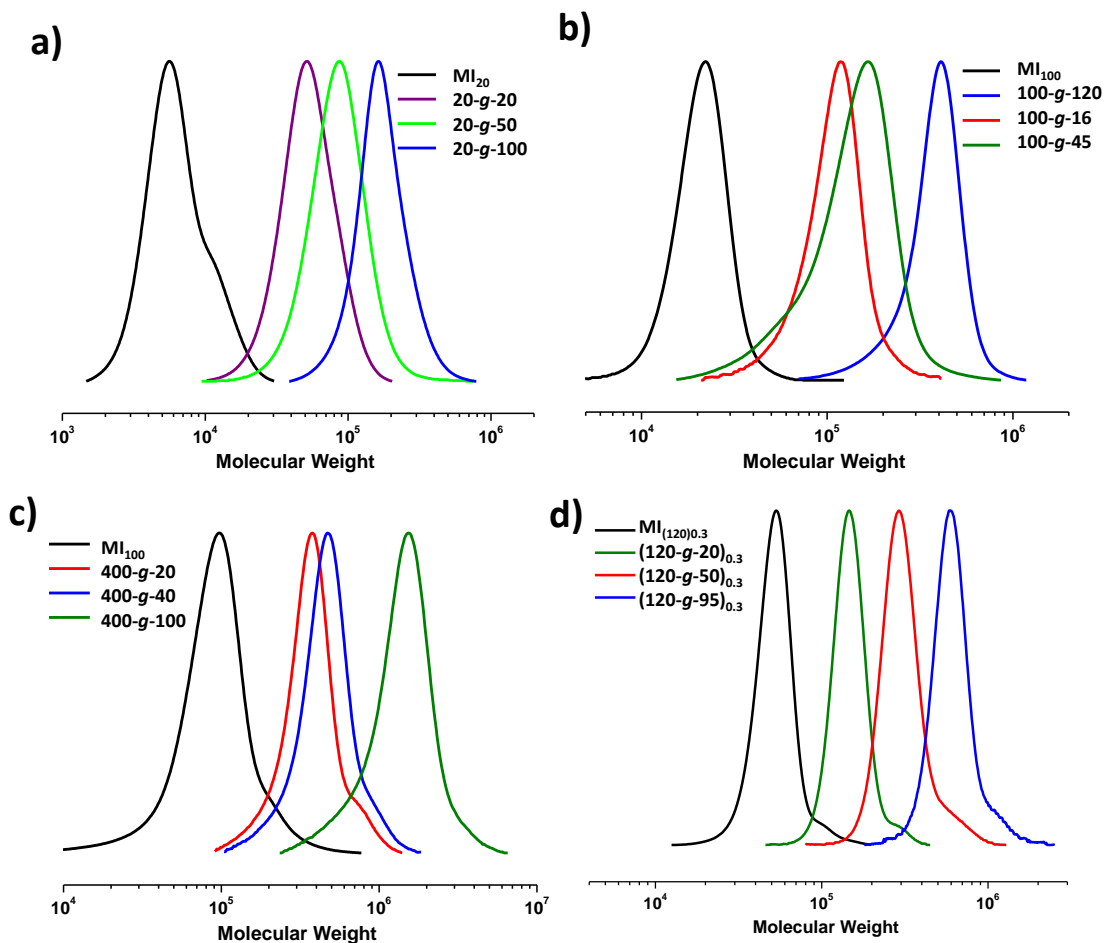 a)
MI20
20-g-20
20-g-50
20-g-100
10³ 10⁴ 10⁵ 10⁶
Molecular Weight
b)
MI100
100-g-120
100-g-16
100-g-45
10⁴ 10⁵ 10⁶
Molecular Weight
c)
MI100
400-g-20
400-g-40
400-g-100
10⁴ 10⁵ 10⁶ 10⁷
Molecular Weight
d)
MI(120)0.3
(120-g-20)0.3
(120-g-50)0.3
(120-g-95)0.3
10⁴ 10⁵ 10⁶
Molecular Weight